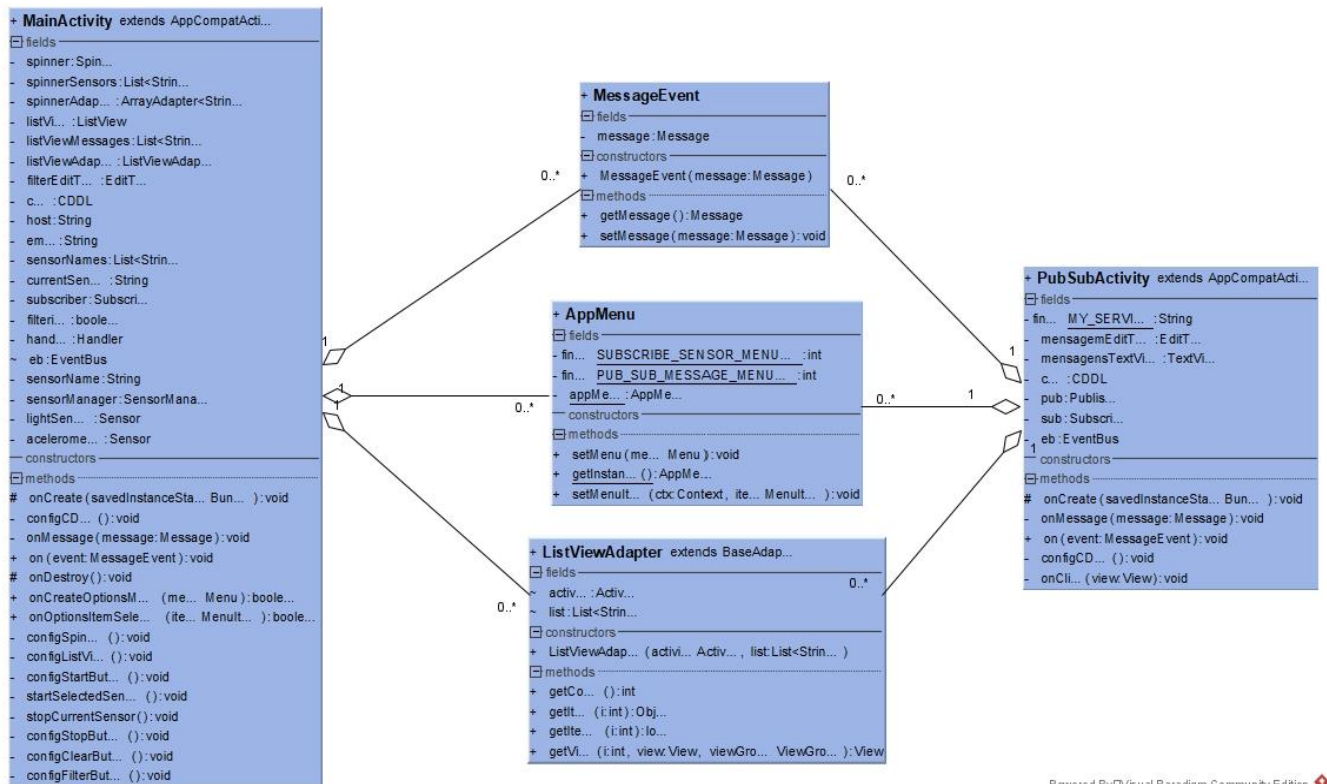 + MainActivity extends AppCompatActi...
fields
- spinner:Spin...
- spinnerSensors:List<Strin...
- spinnerAdap... :ArrayAdapter<Strin...
- listVi... :ListView
- listViewMessages:List<Strin...
- listViewAdap... :ListViewAdap...
- filterEditT... :EditT...
- c... :CDDL
- host:String
- em... :String
- sensorNames:List<Strin...
- currentSen... :String
- subscriber:Subscri...
- filteri... :boole...
- hand... :Handler
~ eb:EventBus
- sensorName:String
- sensorManager:SensorMana...
- lightSen... :Sensor
- acelerome... :Sensor
constructors
methods
# onCreate(savedInstanceSta... Bun... ):void
- configCD... ():void
- onMessage(message:Message):void
+ on(event:MessageEvent):void
# onDestroy():void
+ onCreateOptionsM... (me... Menu):boole...
+ onOptionsItemSele... (ite... MenuIt... ):boole...
- configSpin... ():void
- configListVi... ():void
- configStartBut... ():void
- startSelectedSen... ():void
- stopCurrentSensor():void
- configStopBut... ():void
- configClearBut... ():void
- configFilterBut... ():void
1
1
1
0..*
0..*
0..*
+ MessageEvent
fields
- message:Message
constructors
+ MessageEvent(message:Message)
methods
+ getMessage():Message
+ setMessage(message:Message):void
+ AppMenu
fields
- fin... SUBSCRIBE_SENSOR_MENU... :int
- fin... PUB_SUB_MESSAGE_MENU... :int
- appMe... :AppMe...
constructors
methods
+ setMenu(me... Menu):void
+ getInstan... ():AppMe...
+ setMenuIt... (ctx:Context, ite... MenuIt... ):void
+ ListViewAdapter extends BaseAdap...
fields
~ activ... :Activ...
~ list:List<Strin...
constructors
+ ListViewAdap... (activi... Activ... , list:List<Strin... )
methods
+ getCo... ():int
+ getIt... (i:int):Obj...
+ getIte... (i:int):lo...
+ getVi... (i:int, view:View, viewGro... ViewGro... ):View
0..*
0..*
0..*
1
1
1
+ PubSubActivity extends AppCompatActi...
fields
- fin... MY_SERVI... :String
- mensagemEditT... :EditT...
- mensagensTextVi... :TextVi...
- c... :CDDL
- pub:Publis...
- sub:Subscri...
- eb:EventBus
constructors
methods
# onCreate(savedInstanceSta... Bun... ):void
- onMessage(message:Message):void
+ on(event:MessageEvent):void
- configCD... ():void
- onCli... (view:View):void
Visual Paradigm Community Edition